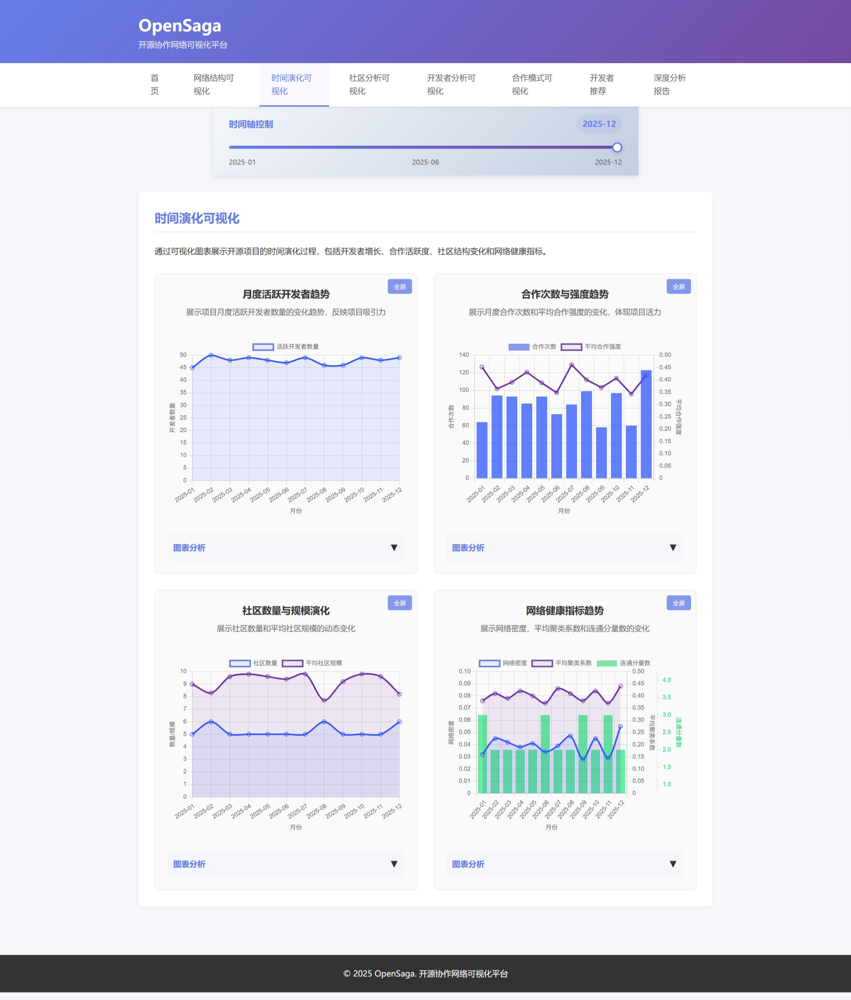 OpenSaga
开源协作网络可视化平台
首
页
网络结构可
视化
时间演化可
视化
社区分析可
视化
开发者分析可
视化
合作模式可
视化
开发者
推荐
深度分析
报告
时间轴控制
2025-12
2025-01 2025-06 2025-12
时间演化可视化
通过可视化图表展示开源项目的时间演化过程，包括开发者增长、合作活跃度、社区结构变化和网络健康指标。
全屏
月度活跃开发者趋势
展示项目月度活跃开发者数量的变化趋势，反映项目吸引力
活跃开发者数量
50
45
40
35
30
25
20
15
10
5
0
开发者数量
2025-01 2025-02 2025-03 2025-04 2025-05 2025-06 2025-07 2025-08 2025-09 2025-10 2025-11 2025-12
月份
图表分析 ▼
全屏
合作次数与强度趋势
展示月度合作次数和平均合作强度的变化，体现项目活力
合作次数 平均合作强度
140
120
100
80
60
40
20
0
合作次数
0.50
0.45
0.40
0.35
0.30
0.25
0.20
0.15
0.10
0.05
0
平均合作强度
2025-01 2025-02 2025-03 2025-04 2025-05 2025-06 2025-07 2025-08 2025-09 2025-10 2025-11 2025-12
月份
图表分析 ▼
全屏
社区数量与规模演化
展示社区数量和平均社区规模的动态变化
社区数量 平均社区规模
10
9
8
7
6
5
4
3
2
1
0
数量/规模
2025-01 2025-02 2025-03 2025-04 2025-05 2025-06 2025-07 2025-08 2025-09 2025-10 2025-11 2025-12
月份
图表分析 ▼
全屏
网络健康指标趋势
展示网络密度、平均聚类系数和连通分量数的变化
网络密度 平均聚类系数 连通分量数
0.10
0.09
0.08
0.07
0.06
0.05
0.04
0.03
0.02
0.01
0
网络密度
0.50
0.45
0.40
0.35
0.30
0.25
0.20
0.15
0.10
0.05
0
平均聚类系数
4.0
3.5
3.0
2.5
2.0
1.5
1.0
连通分量数
2025-01 2025-02 2025-03 2025-04 2025-05 2025-06 2025-07 2025-08 2025-09 2025-10 2025-11 2025-12
月份
图表分析 ▼
© 2025 OpenSaga. 开源协作网络可视化平台